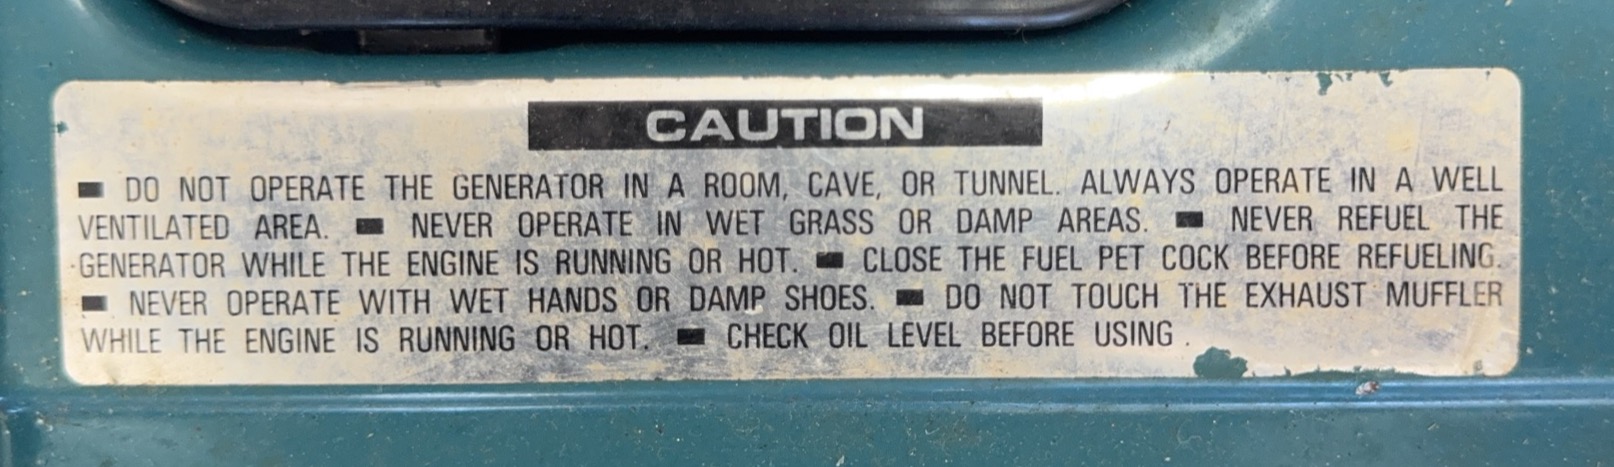 CAUTION
▬ DO NOT OPERATE THE GENERATOR IN A ROOM, CAVE, OR TUNNEL. ALWAYS OPERATE IN A WELL
VENTILATED AREA. ▬ NEVER OPERATE IN WET GRASS OR DAMP AREAS. ▬ NEVER REFUEL THE
GENERATOR WHILE THE ENGINE IS RUNNING OR HOT. ▬ CLOSE THE FUEL PET COCK BEFORE REFUELING.
▬ NEVER OPERATE WITH WET HANDS OR DAMP SHOES. ▬ DO NOT TOUCH THE EXHAUST MUFFLER
WHILE THE ENGINE IS RUNNING OR HOT. ▬ CHECK OIL LEVEL BEFORE USING.